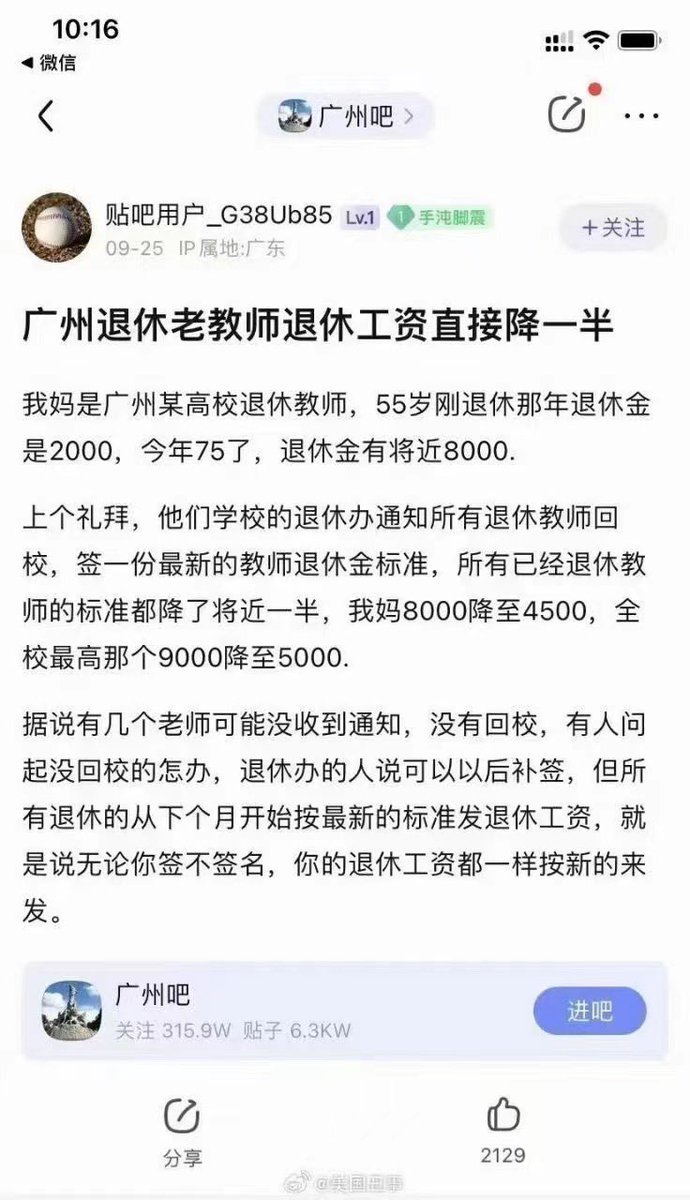 10:16
微信
广州吧
贴吧用户_G38Ub85 Lv.1 1 手沌脚震
09-25 IP属地:广东
+关注
广州退休老教师退休工资直接降一半
我妈是广州某高校退休教师，55岁刚退休那年退休金
是2000，今年75了，退休金有将近8000.
上个礼拜，他们学校的退休办通知所有退休教师回
校，签一份最新的教师退休金标准，所有已经退休教
师的标准都降了将近一半，我妈8000降至4500，全
校最高那个9000降至5000.
据说有几个老师可能没收到通知，没有回校，有人问
起没回校的怎办，退休办的人说可以以后补签，但所
有退休的从下个月开始按最新的标准发退休工资，就
是说无论你签不签名，你的退休工资都一样按新的来
发。
广州吧
关注 315.9W 贴子 6.3KW
进吧
分享
2129